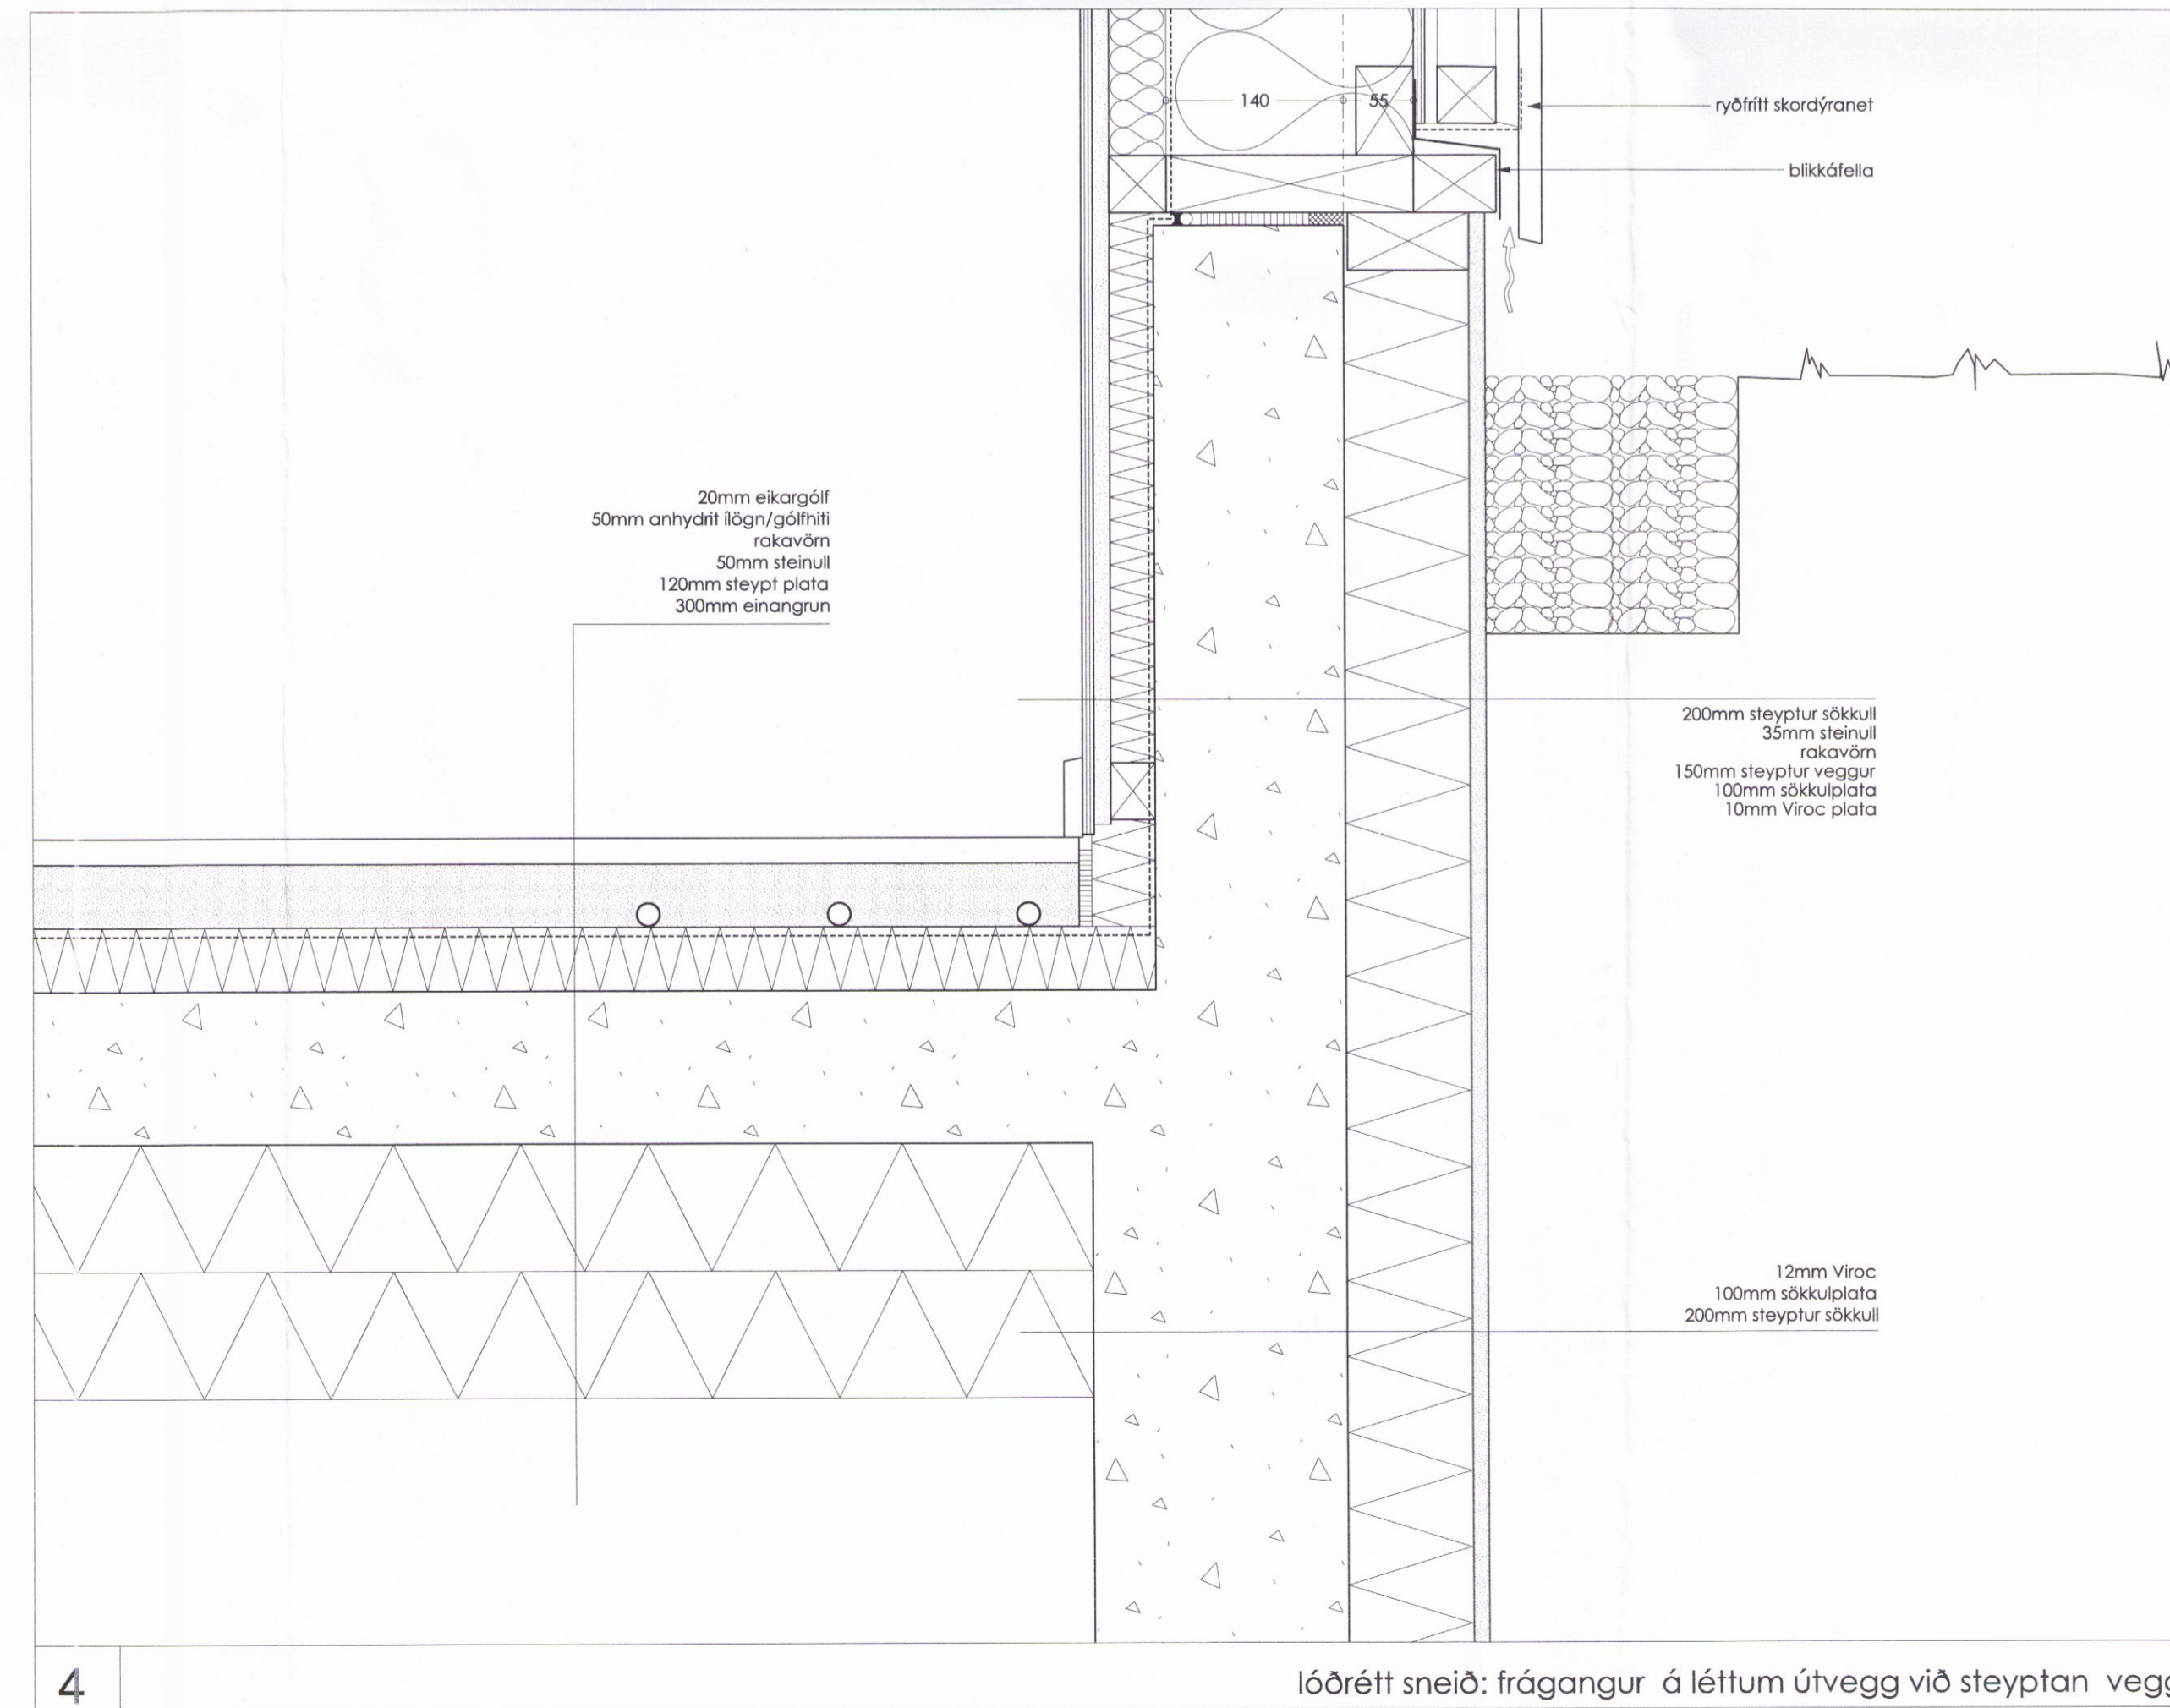 140
55
ryðfrítt skordýranet
blikkáfella
20mm eikargólf
50mm anhydrit ílögn/gólfhiti
rakavörn
50mm steinull
120mm steypt plata
300mm einangrun
200mm steyptur sökkull
35mm steinull
rakavörn
150mm steyptur veggur
100mm sökkulplata
10mm Viroc plata
12mm Viroc
100mm sökkulplata
200mm steyptur sökkull
4
lóðrétt sneið: frágangur á léttum útvegg við steyptan